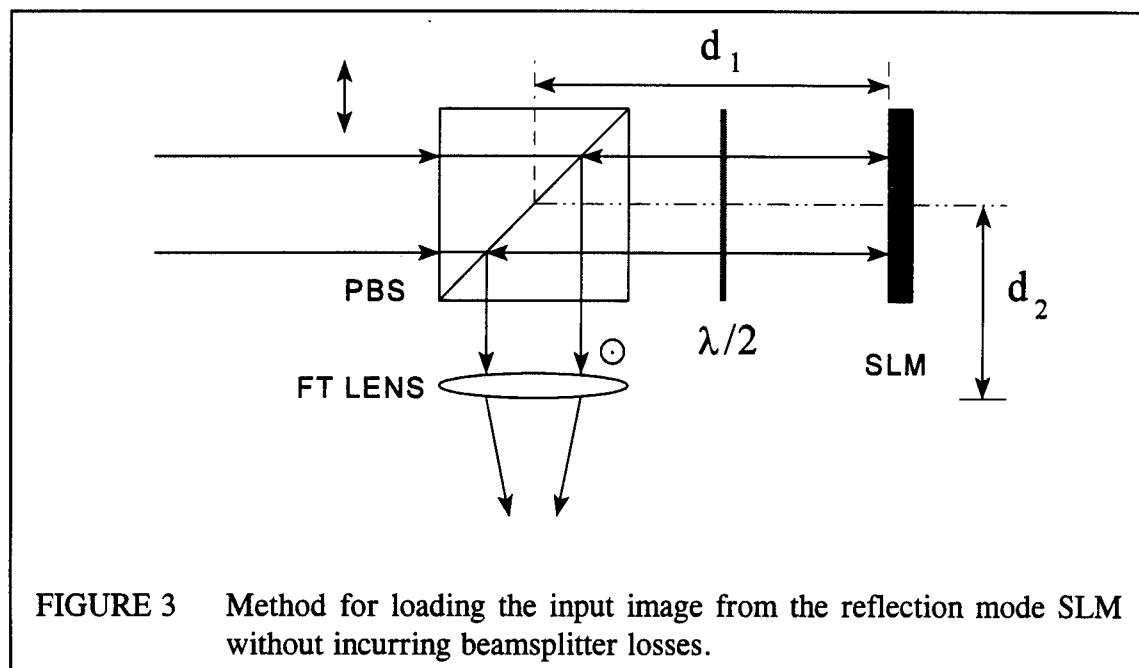 d₁
PBS
λ/2
SLM
d₂
FT LENS
FIGURE 3 Method for loading the input image from the reflection mode SLM
without incurring beamsplitter losses.